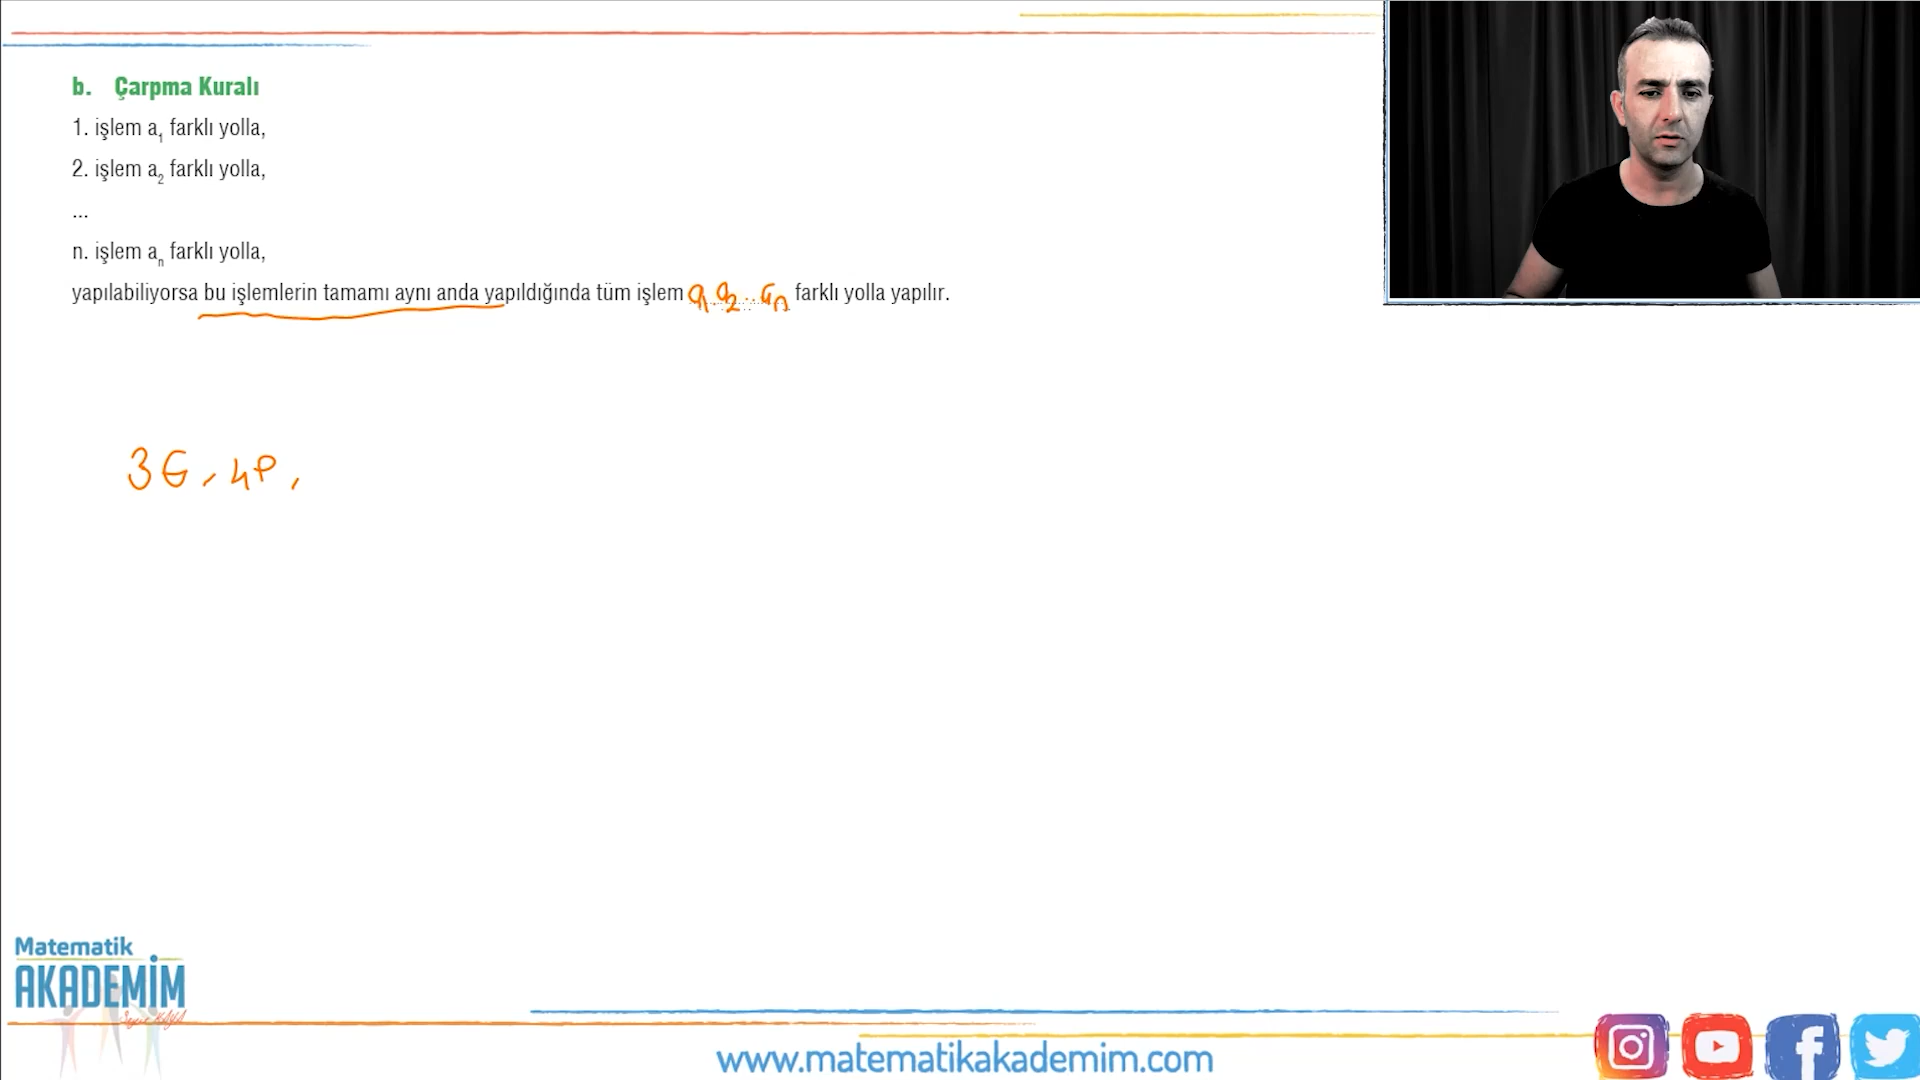 b. Çarpma Kuralı
1. işlem a1 farklı yolla,
2. işlem a2 farklı yolla,
...
n. işlem an farklı yolla,
yapılabiliyorsa bu işlemlerin tamamı aynı anda yapıldığında tüm işlem a1.a2...an farklı yolla yapılır.
3G, 4P,
Matematik
AKADEMİM
www.matematikakademim.com